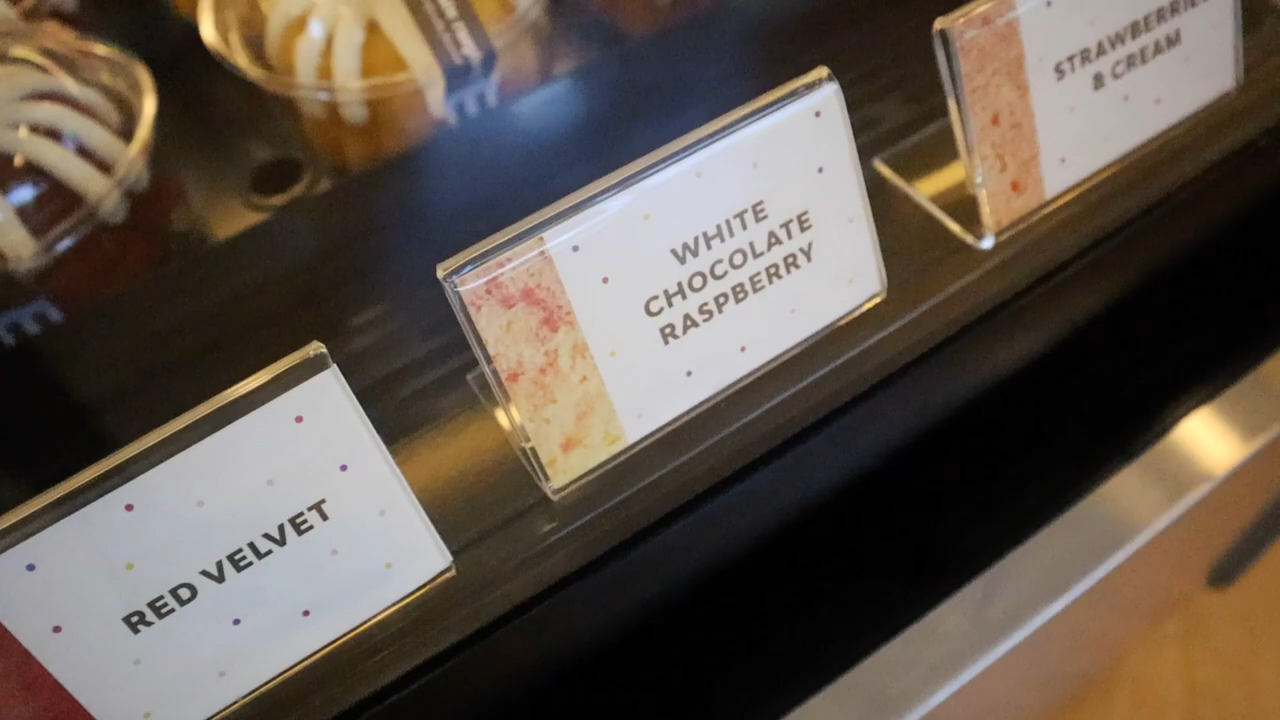 STRAWBERRIES
& CREAM
WHITE
CHOCOLATE
RASPBERRY
RED VELVET